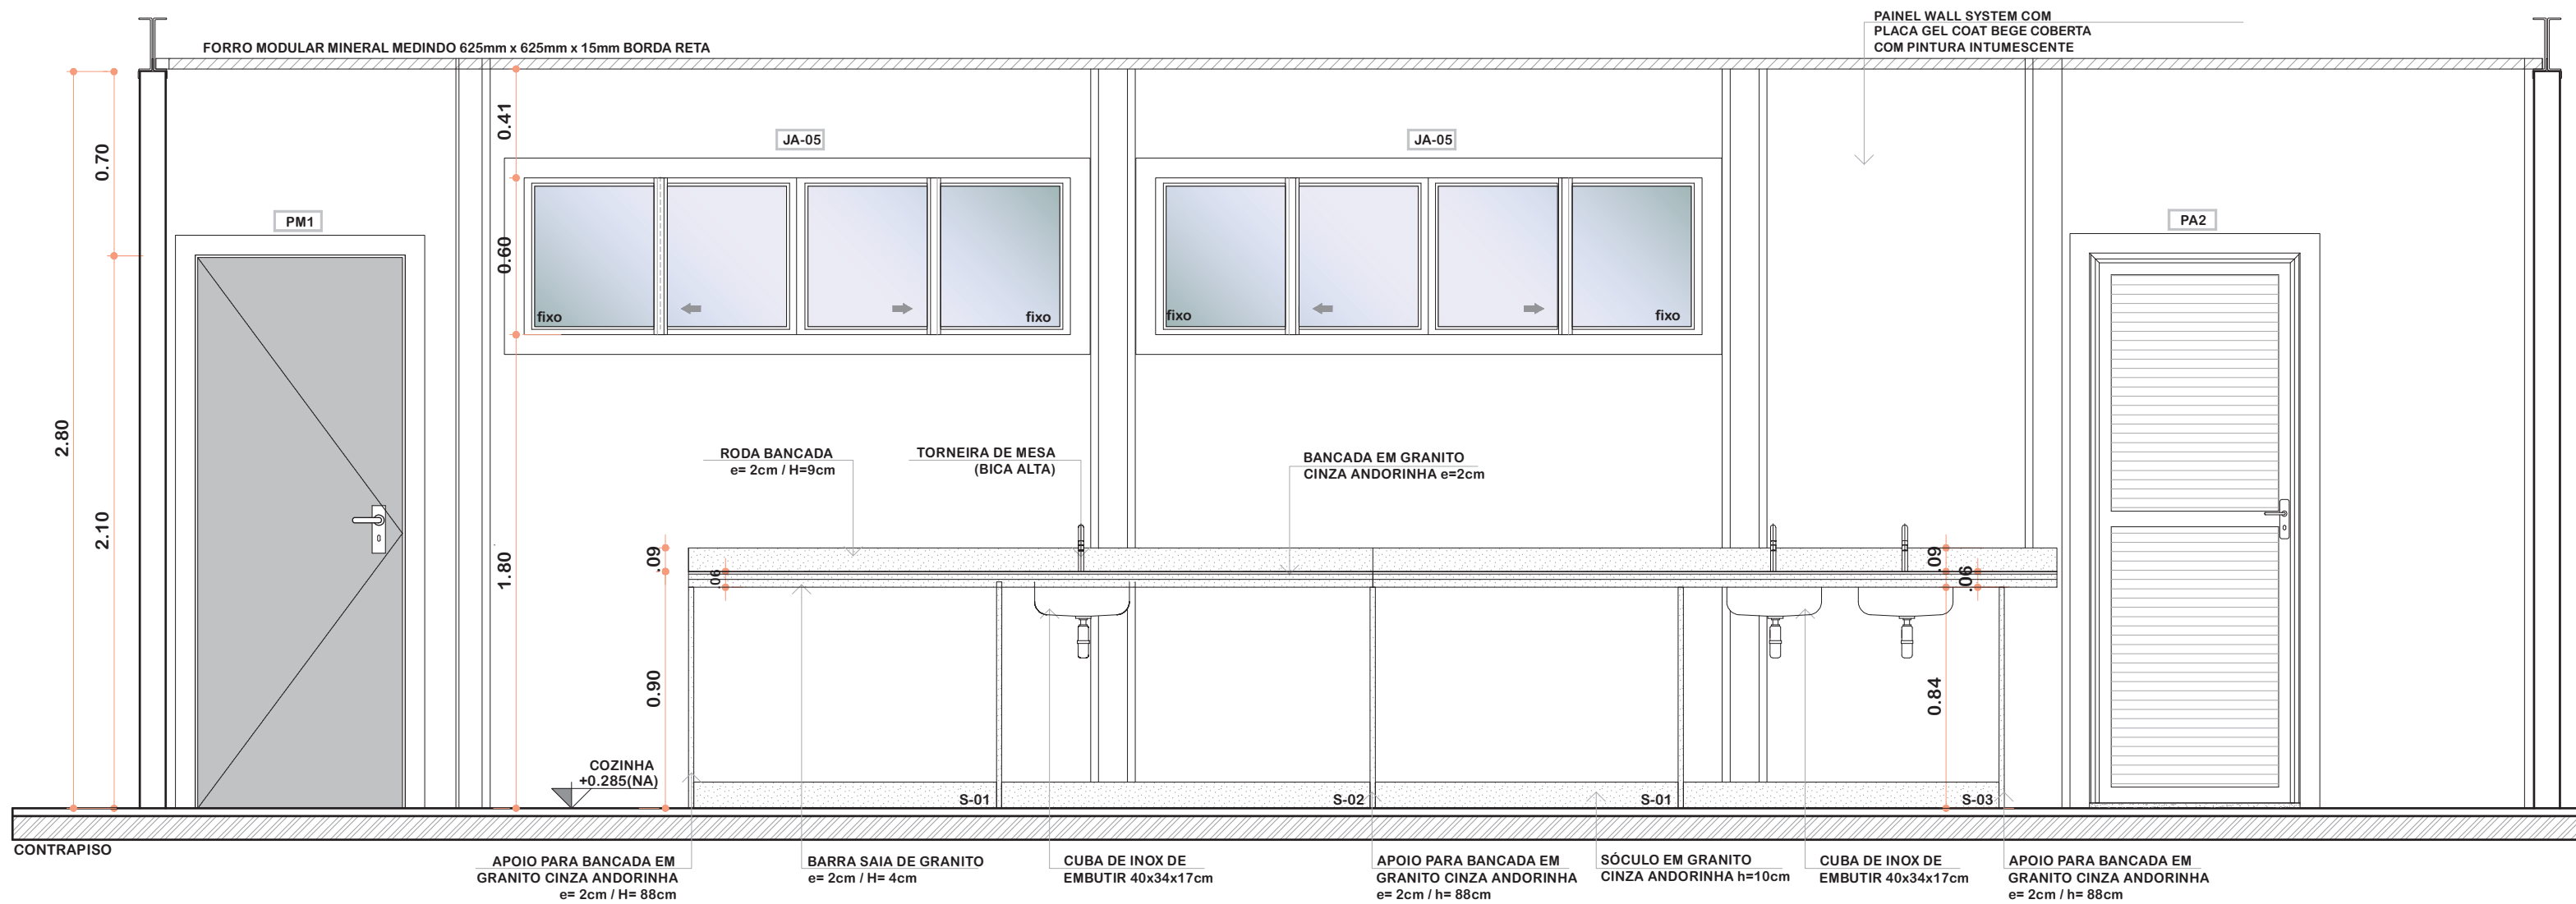 PAINEL WALL SYSTEM COM
PLACA GEL COAT BEGE COBERTA
COM PINTURA INTUMESCENTE
FORRO MODULAR MINERAL MEDINDO 625mm x 625mm x 15mm BORDA RETA
0.41
JA-05
JA-05
0.70
PM1
PA2
0.60
fixo
fixo
fixo
fixo
2.80
RODA BANCADA
e= 2cm / H=9cm
TORNEIRA DE MESA
(BICA ALTA)
BANCADA EM GRANITO
CINZA ANDORINHA e=2cm
2.10
1.80
.09
.06
.09
.06
0.90
0.84
COZINHA
+0.285(NA)
S-01
S-02
S-01
S-03
CONTRAPISO
APOIO PARA BANCADA EM
GRANITO CINZA ANDORINHA
e= 2cm / H= 88cm
BARRA SAIA DE GRANITO
e= 2cm / H= 4cm
CUBA DE INOX DE
EMBUTIR 40x34x17cm
APOIO PARA BANCADA EM
GRANITO CINZA ANDORINHA
e= 2cm / h= 88cm
SÓCULO EM GRANITO
CINZA ANDORINHA h=10cm
CUBA DE INOX DE
EMBUTIR 40x34x17cm
APOIO PARA BANCADA EM
GRANITO CINZA ANDORINHA
e= 2cm / h= 88cm